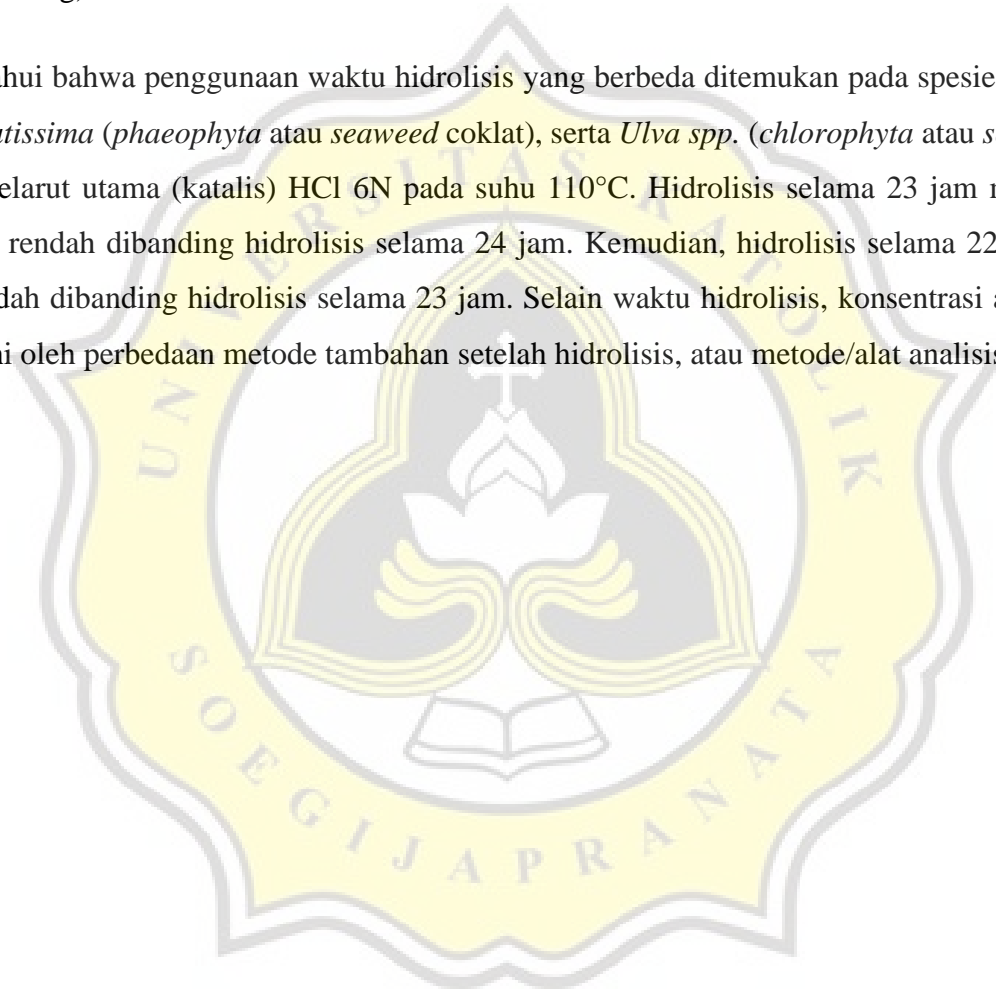 ahui bahwa penggunaan waktu hidrolisis yang berbeda ditemukan pada spesie
atissima (phaeophyta atau seaweed coklat), serta Ulva spp. (chlorophyta atau s
elarut utama (katalis) HCl 6N pada suhu 110°C. Hidrolisis selama 23 jam
rendah dibanding hidrolisis selama 24 jam. Kemudian, hidrolisis selama 22
dah dibanding hidrolisis selama 23 jam. Selain waktu hidrolisis, konsentrasi a
i oleh perbedaan metode tambahan setelah hidrolisis, atau metode/alat analisis
UNIVERSITAS KATOLIK
SOEGIJAPRANATA